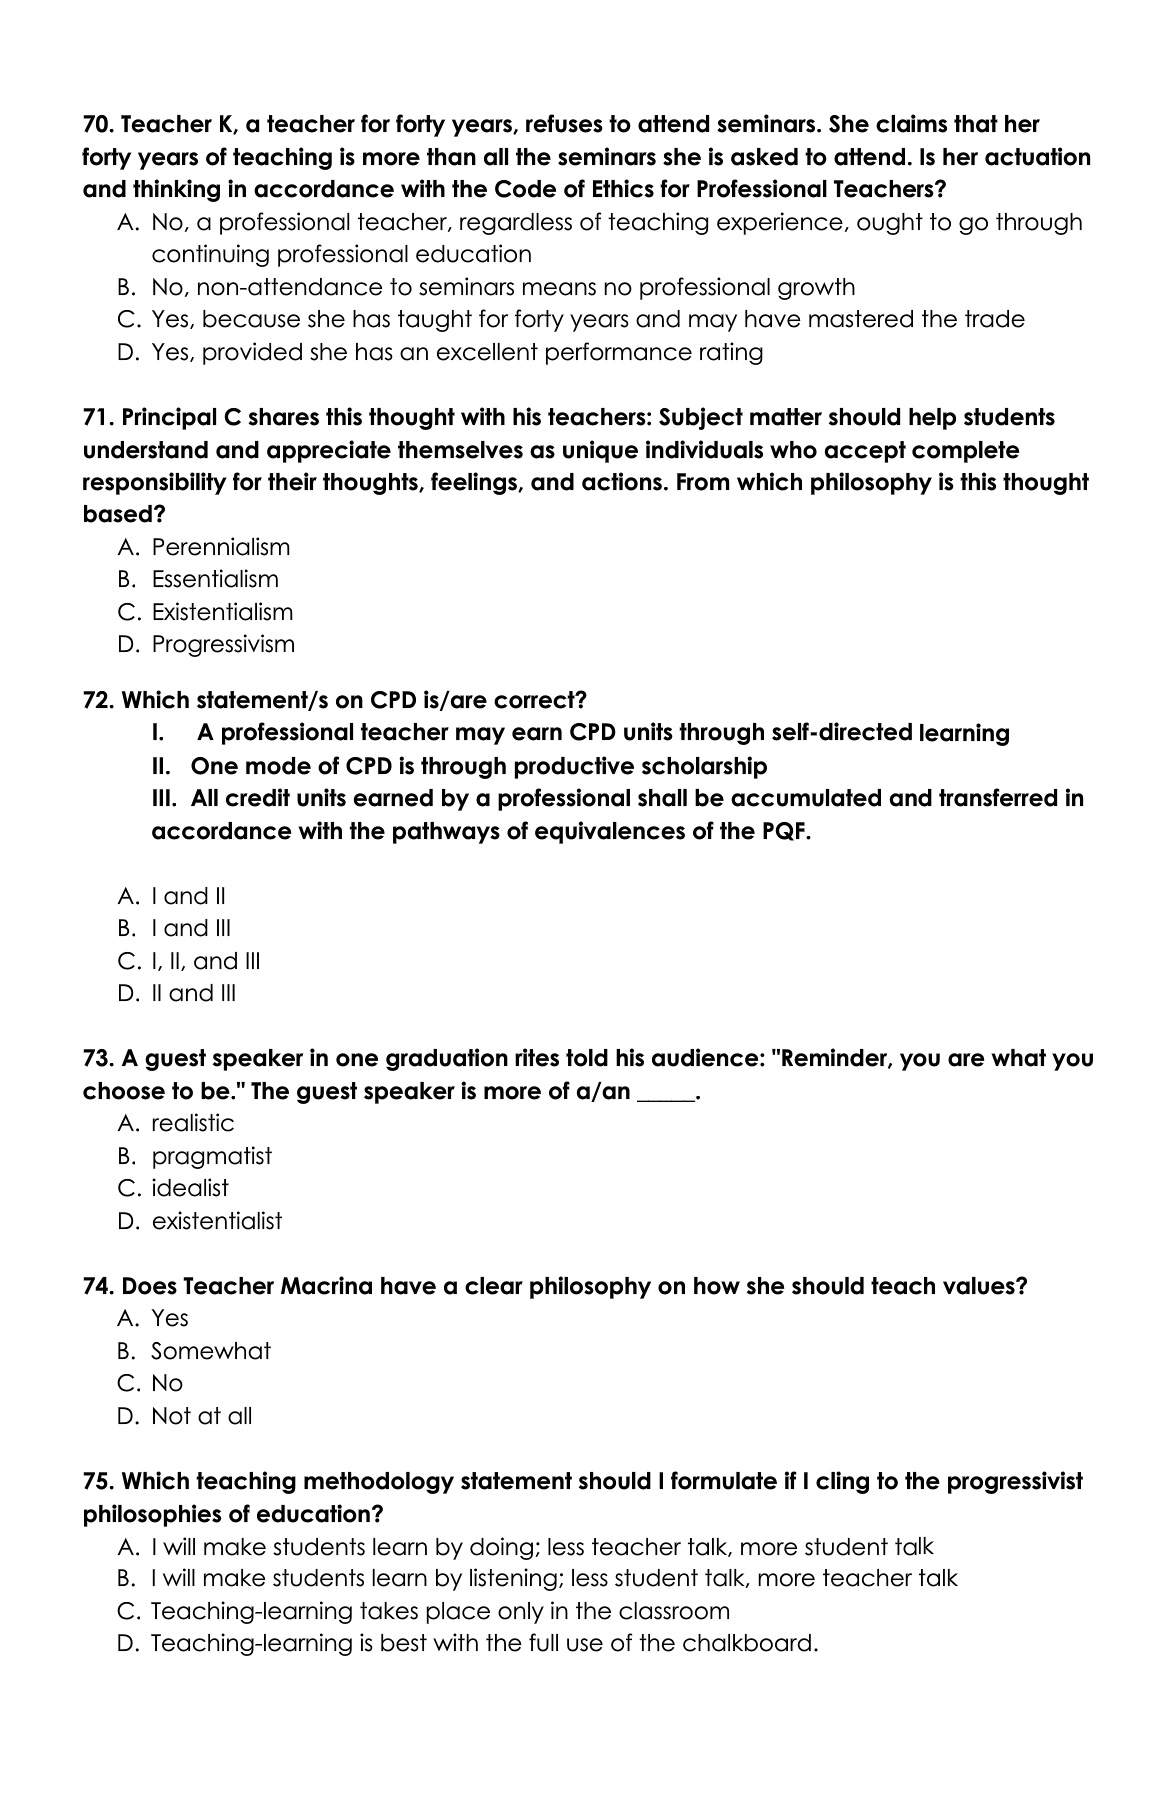 70. Teacher K, a teacher for forty years, refuses to attend seminars. She claims that her
forty years of teaching is more than all the seminars she is asked to attend. Is her actuation
and thinking in accordance with the Code of Ethics for Professional Teachers?
A. No, a professional teacher, regardless of teaching experience, ought to go through
continuing professional education
B. No, non-attendance to seminars means no professional growth
C. Yes, because she has taught for forty years and may have mastered the trade
D. Yes, provided she has an excellent performance rating
71. Principal C shares this thought with his teachers: Subject matter should help students
understand and appreciate themselves as unique individuals who accept complete
responsibility for their thoughts, feelings, and actions. From which philosophy is this thought
based?
A. Perennialism
B. Essentialism
C. Existentialism
D. Progressivism
72. Which statement/s on CPD is/are correct?
I. A professional teacher may earn CPD units through self-directed learning
II. One mode of CPD is through productive scholarship
III. All credit units earned by a professional shall be accumulated and transferred in
accordance with the pathways of equivalences of the PQF.
A. I and II
B. I and III
C. I, II, and III
D. II and III
73. A guest speaker in one graduation rites told his audience: "Reminder, you are what you
choose to be." The guest speaker is more of a/an _____.
A. realistic
B. pragmatist
C. idealist
D. existentialist
74. Does Teacher Macrina have a clear philosophy on how she should teach values?
A. Yes
B. Somewhat
C. No
D. Not at all
75. Which teaching methodology statement should I formulate if I cling to the progressivist
philosophies of education?
A. I will make students learn by doing; less teacher talk, more student talk
B. I will make students learn by listening; less student talk, more teacher talk
C. Teaching-learning takes place only in the classroom
D. Teaching-learning is best with the full use of the chalkboard.